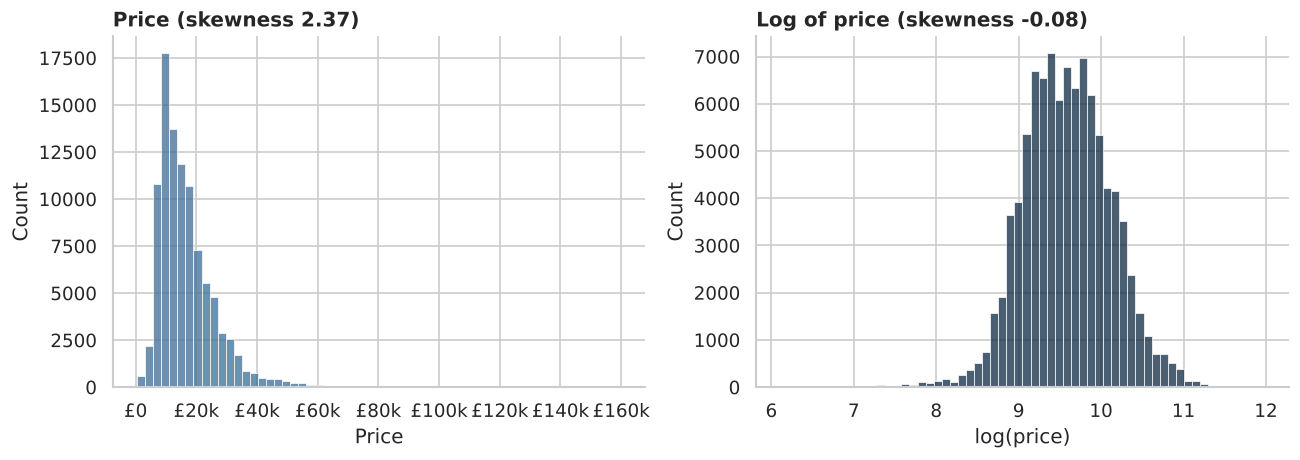 Price (skewness 2.37)
17500
15000
12500
10000
7500
5000
2500
0
Count
£0 £20k £40k £60k £80k £100k £120k £140k £160k
Price
Log of price (skewness -0.08)
7000
6000
5000
4000
3000
2000
1000
0
Count
6 7 8 9 10 11 12
log(price)